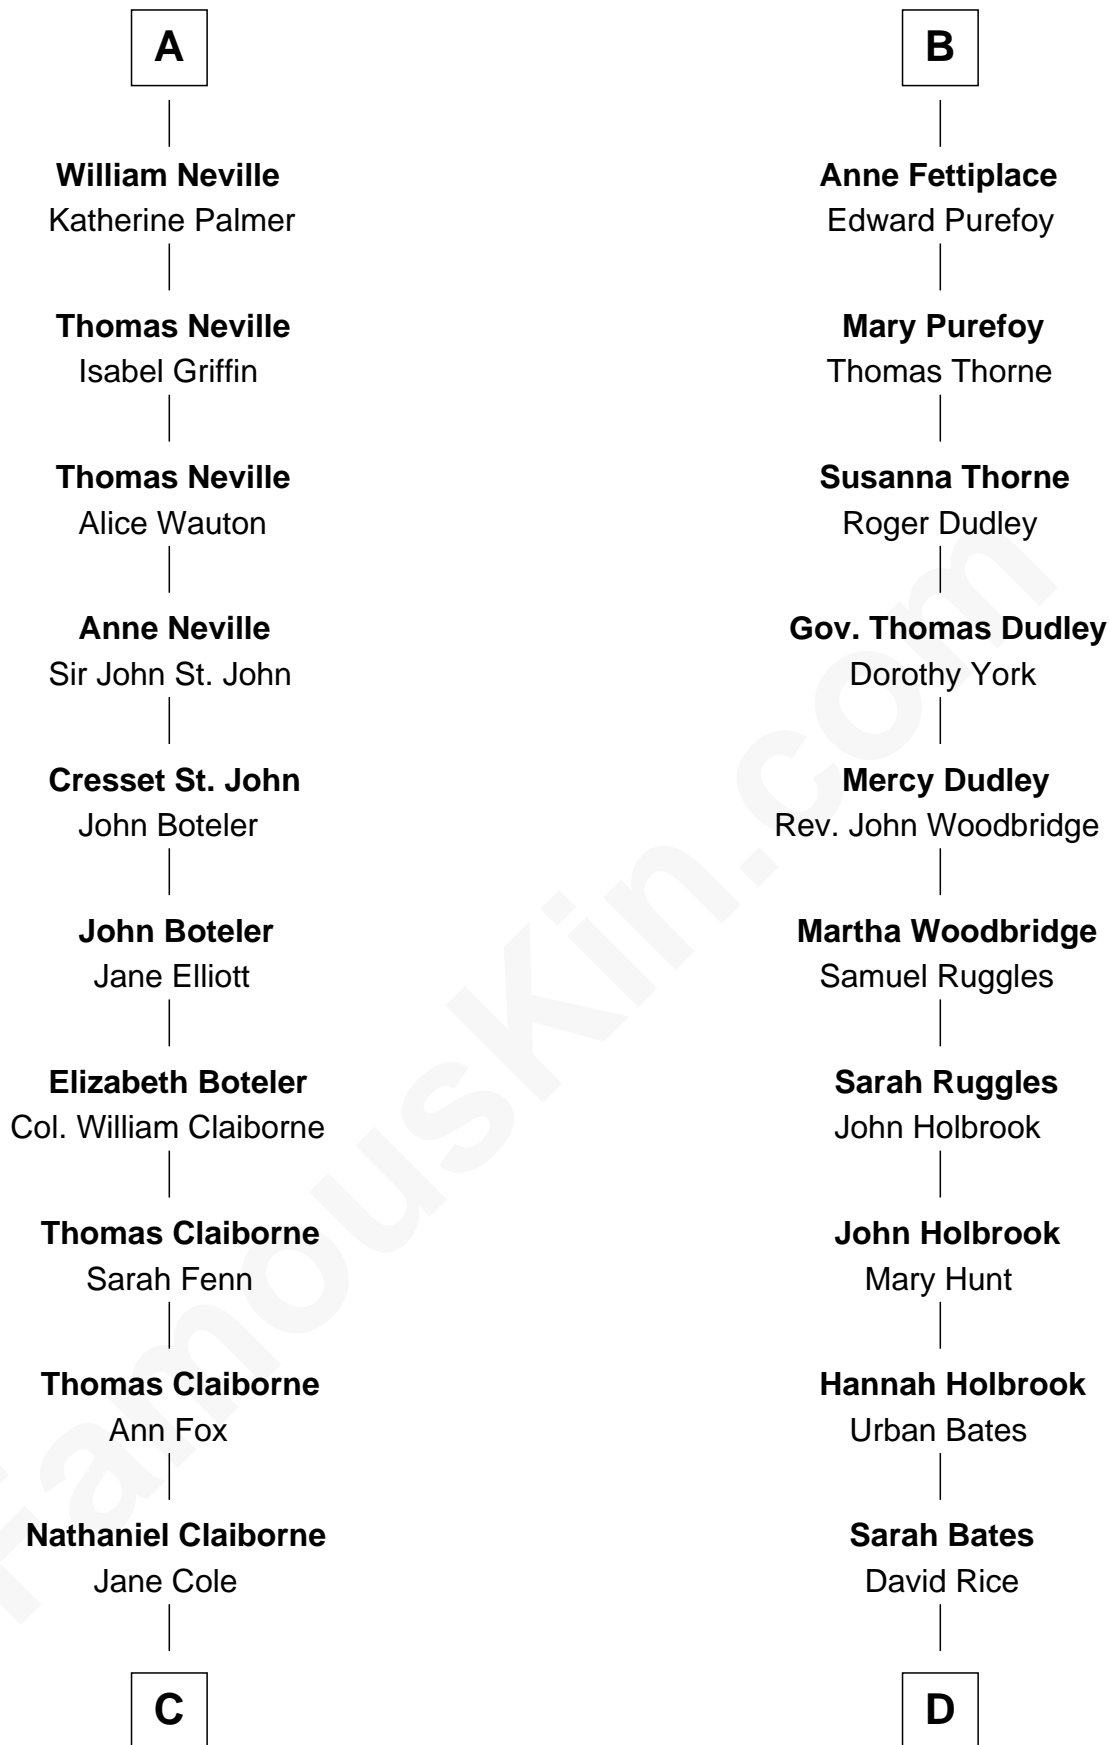 A
William Neville
Katherine Palmer
Thomas Neville
Isabel Griffin
Thomas Neville
Alice Wauton
Anne Neville
Sir John St. John
Cresset St. John
John Boteler
John Boteler
Jane Elliott
Elizabeth Boteler
Col. William Claiborne
Thomas Claiborne
Sarah Fenn
Thomas Claiborne
Ann Fox
Nathaniel Claiborne
Jane Cole
C
B
Anne Fettiplace
Edward Purefoy
Mary Purefoy
Thomas Thorne
Susanna Thorne
Roger Dudley
Gov. Thomas Dudley
Dorothy York
Mercy Dudley
Rev. John Woodbridge
Martha Woodbridge
Samuel Ruggles
Sarah Ruggles
John Holbrook
John Holbrook
Mary Hunt
Hannah Holbrook
Urban Bates
Sarah Bates
David Rice
D
FamousKin.com